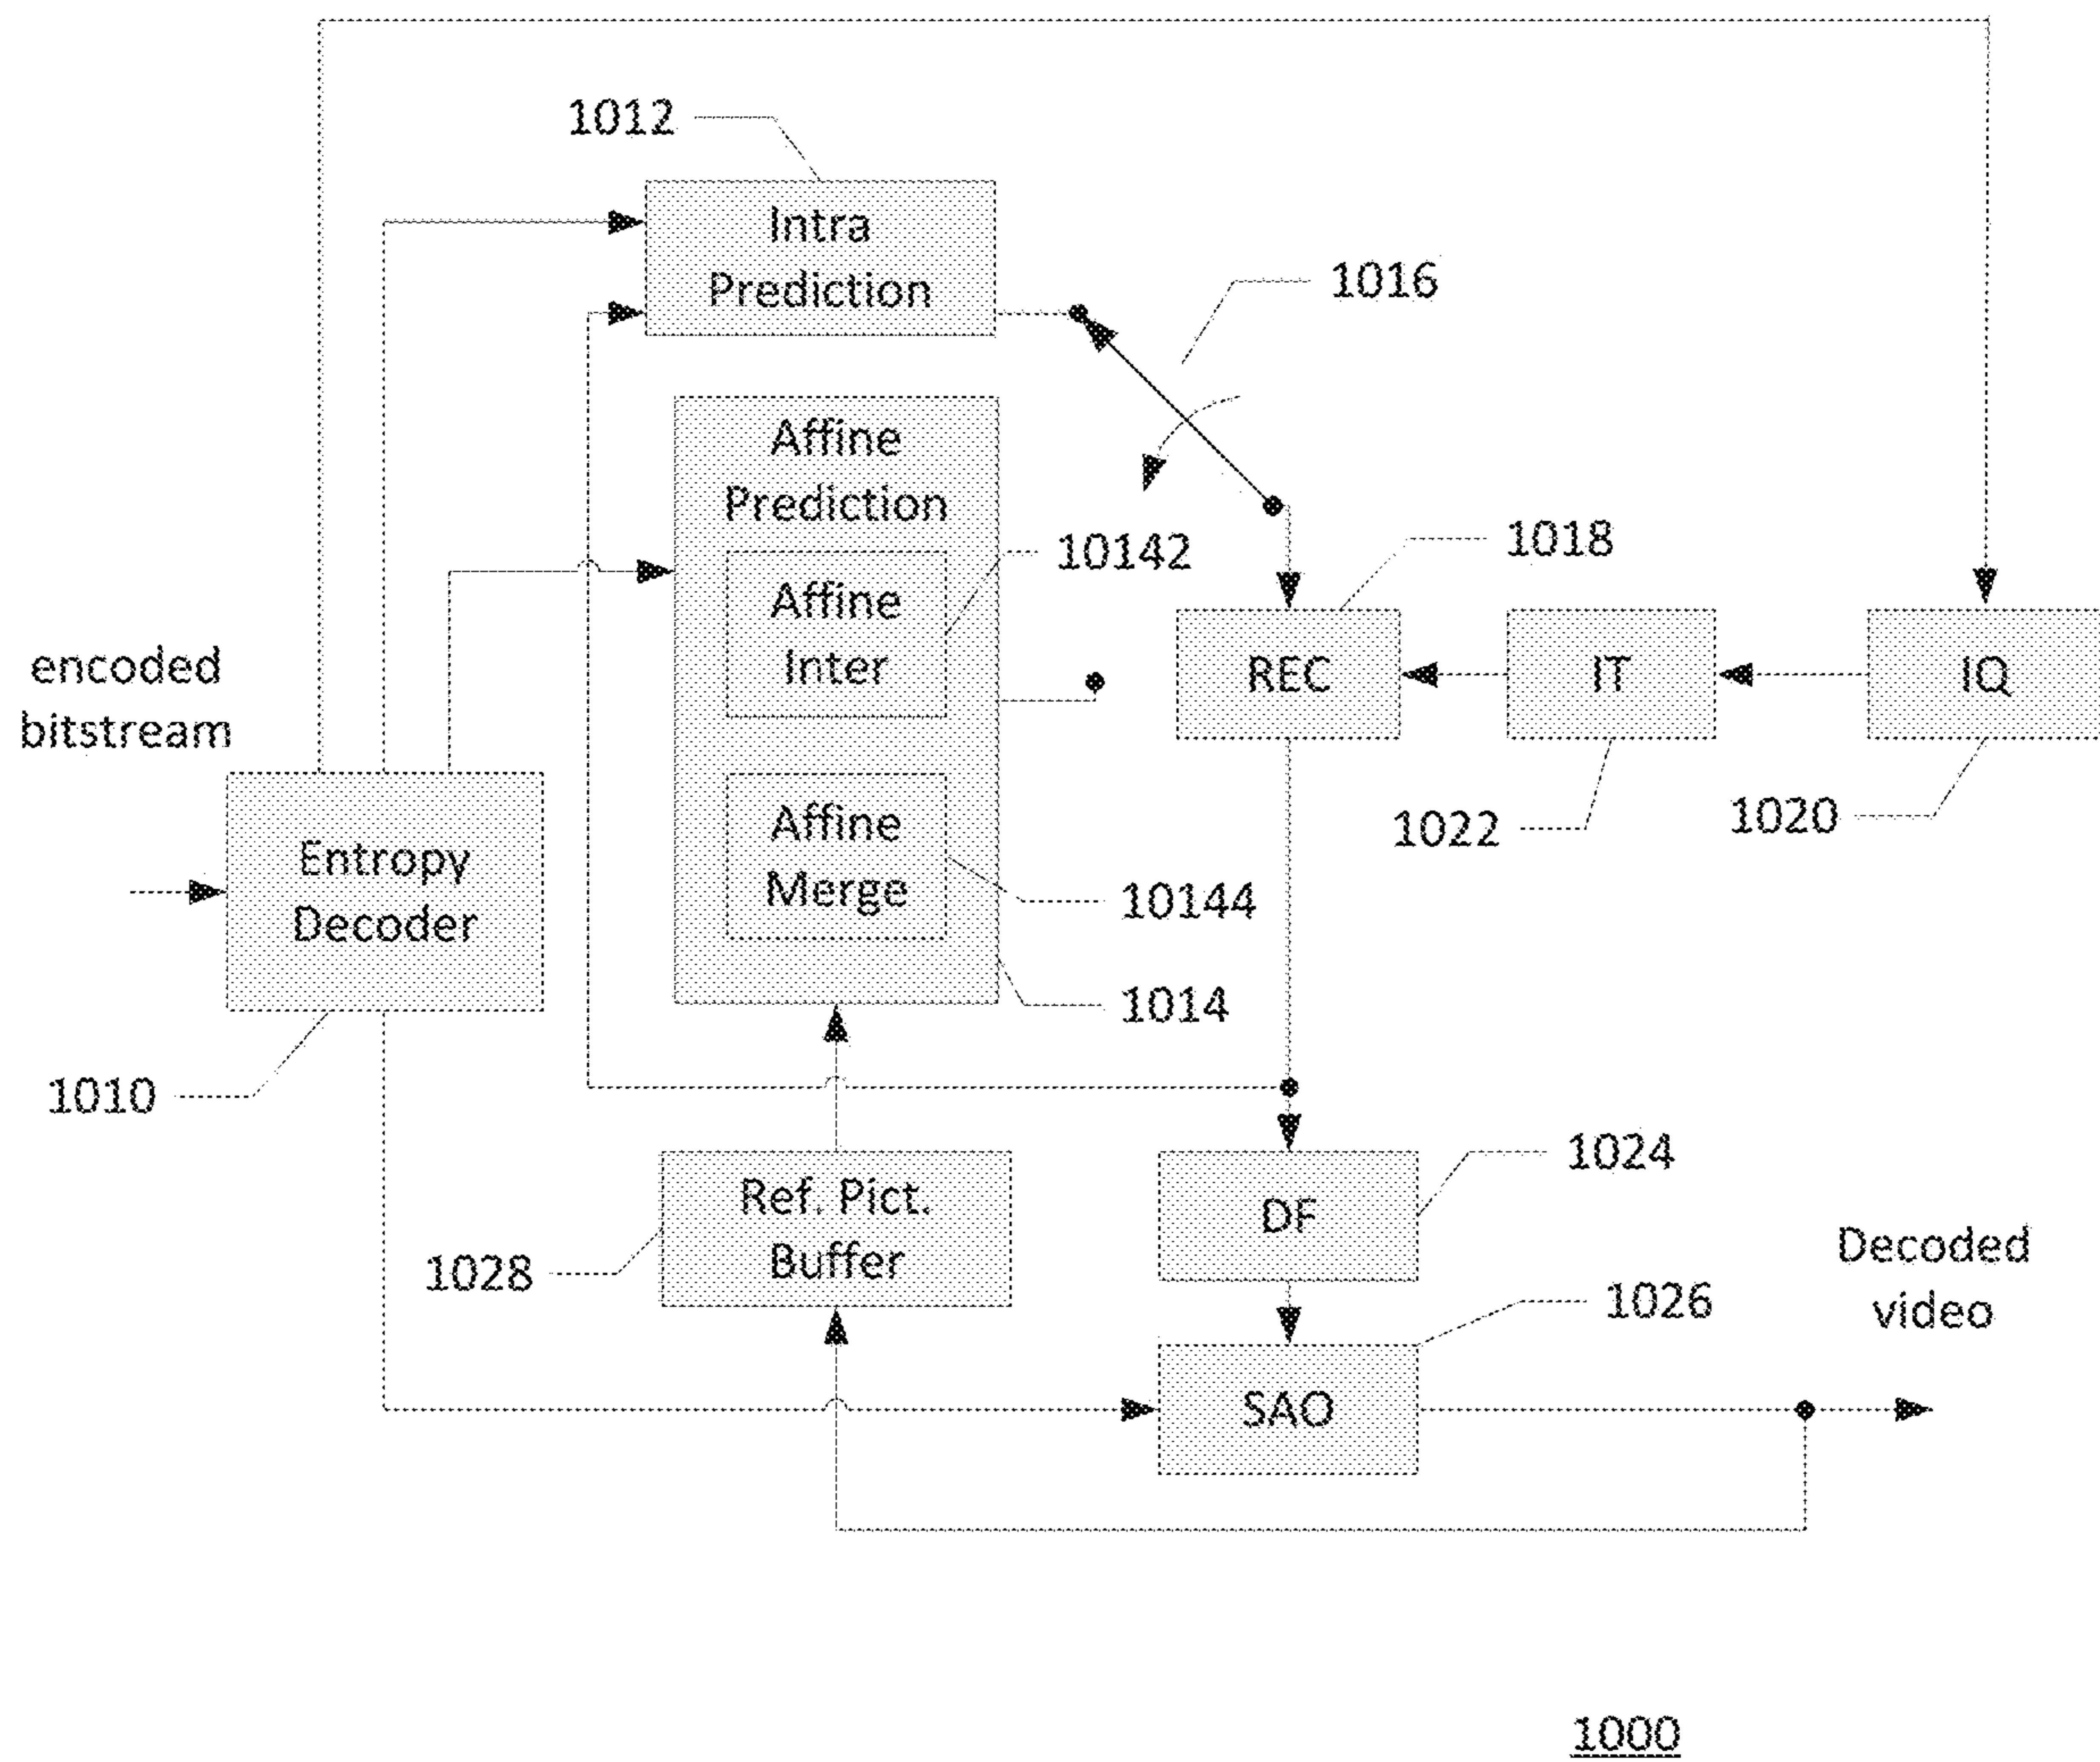 1012
Intra
Prediction
1016
Affine
Prediction
10142
1018
Affine
Inter
REC
IT
IQ
encoded
bitstream
1022
1020
Entropy
Decoder
Affine
Merge
10144
1014
1010
1024
Ref. Pict.
Buffer
DF
1028
Decoded
video
1026
SAO
1000